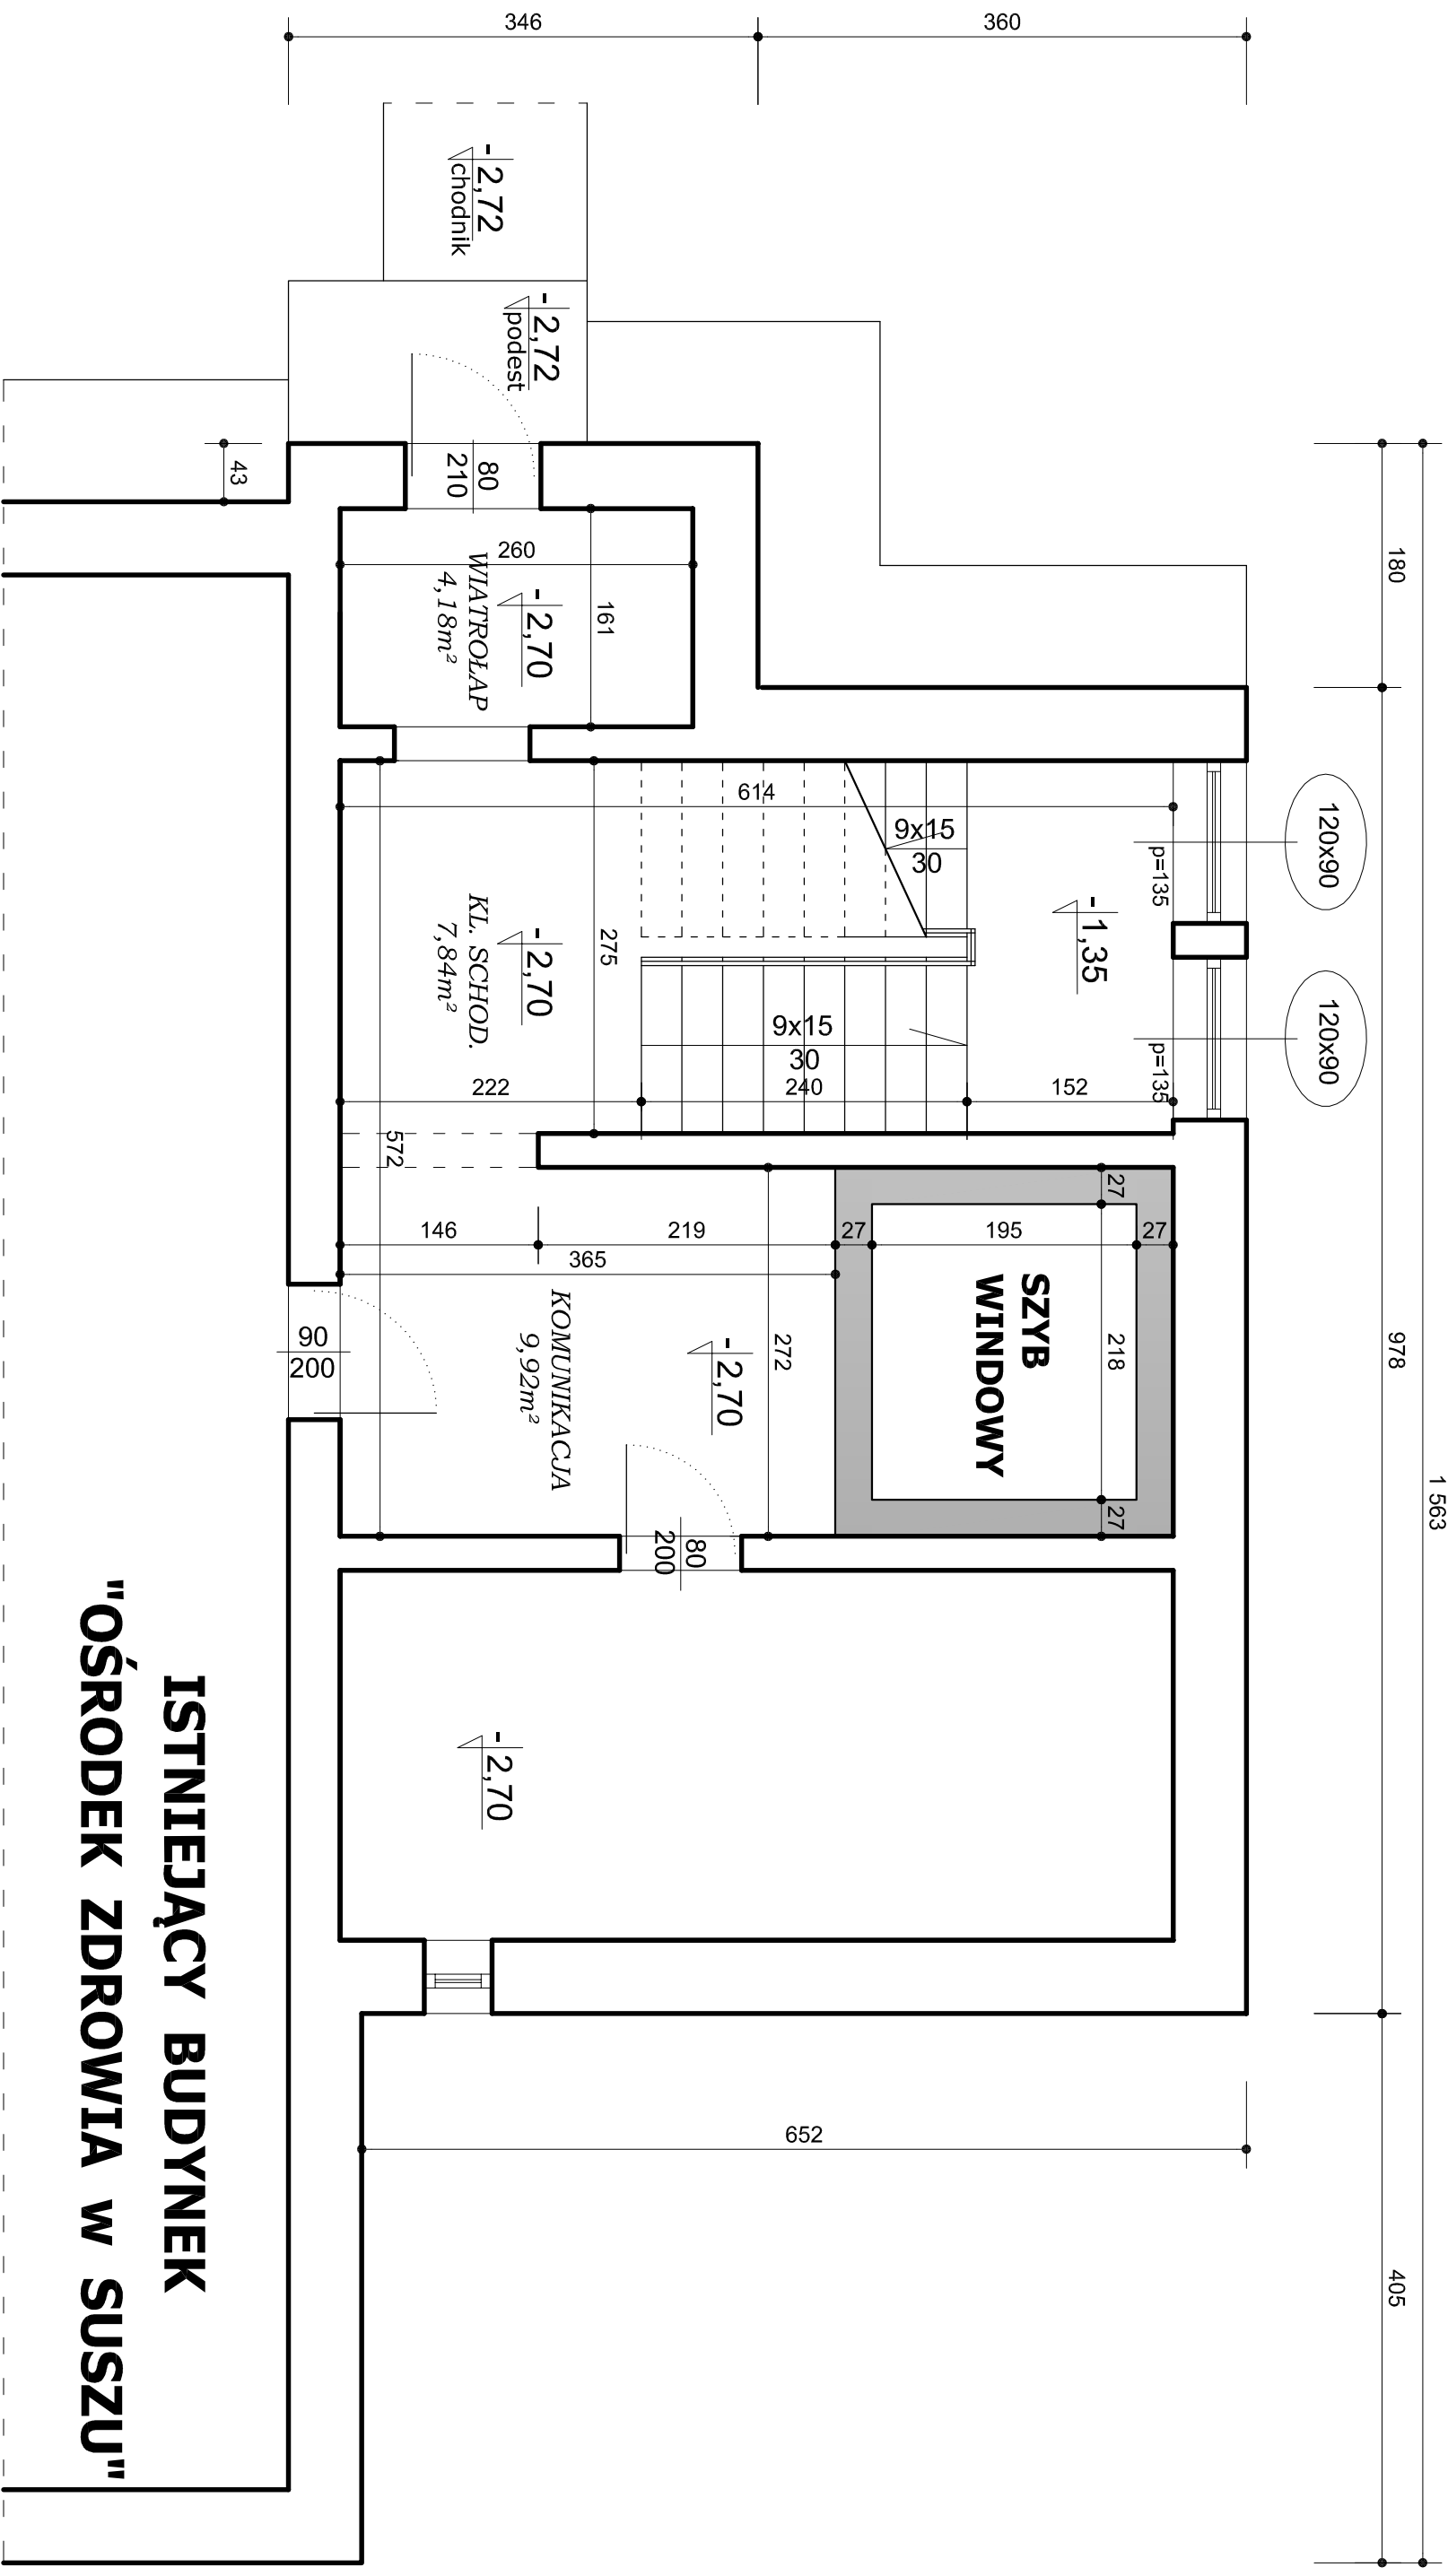 346
360
-2,72
chodnik
-2,72
podest
43
80
210
180
978
405
1 563
260
161
WIATROŁAP
4,18m²
-2,70
614
9x15
30
120x90
p=135
-1,35
120x90
p=135
KL. SCHOD.
7,84m²
-2,70
275
9x15
30
222
240
152
572
146
219
27
195
27
365
27
218
27
SZYB
WINDOWY
272
-2,70
KOMUNIKACJA
9,92m²
90
200
80
200
-2,70
652
ISTNIEJĄCY BUDYNEK
"OŚRODEK ZDROWIA w SUSZU"